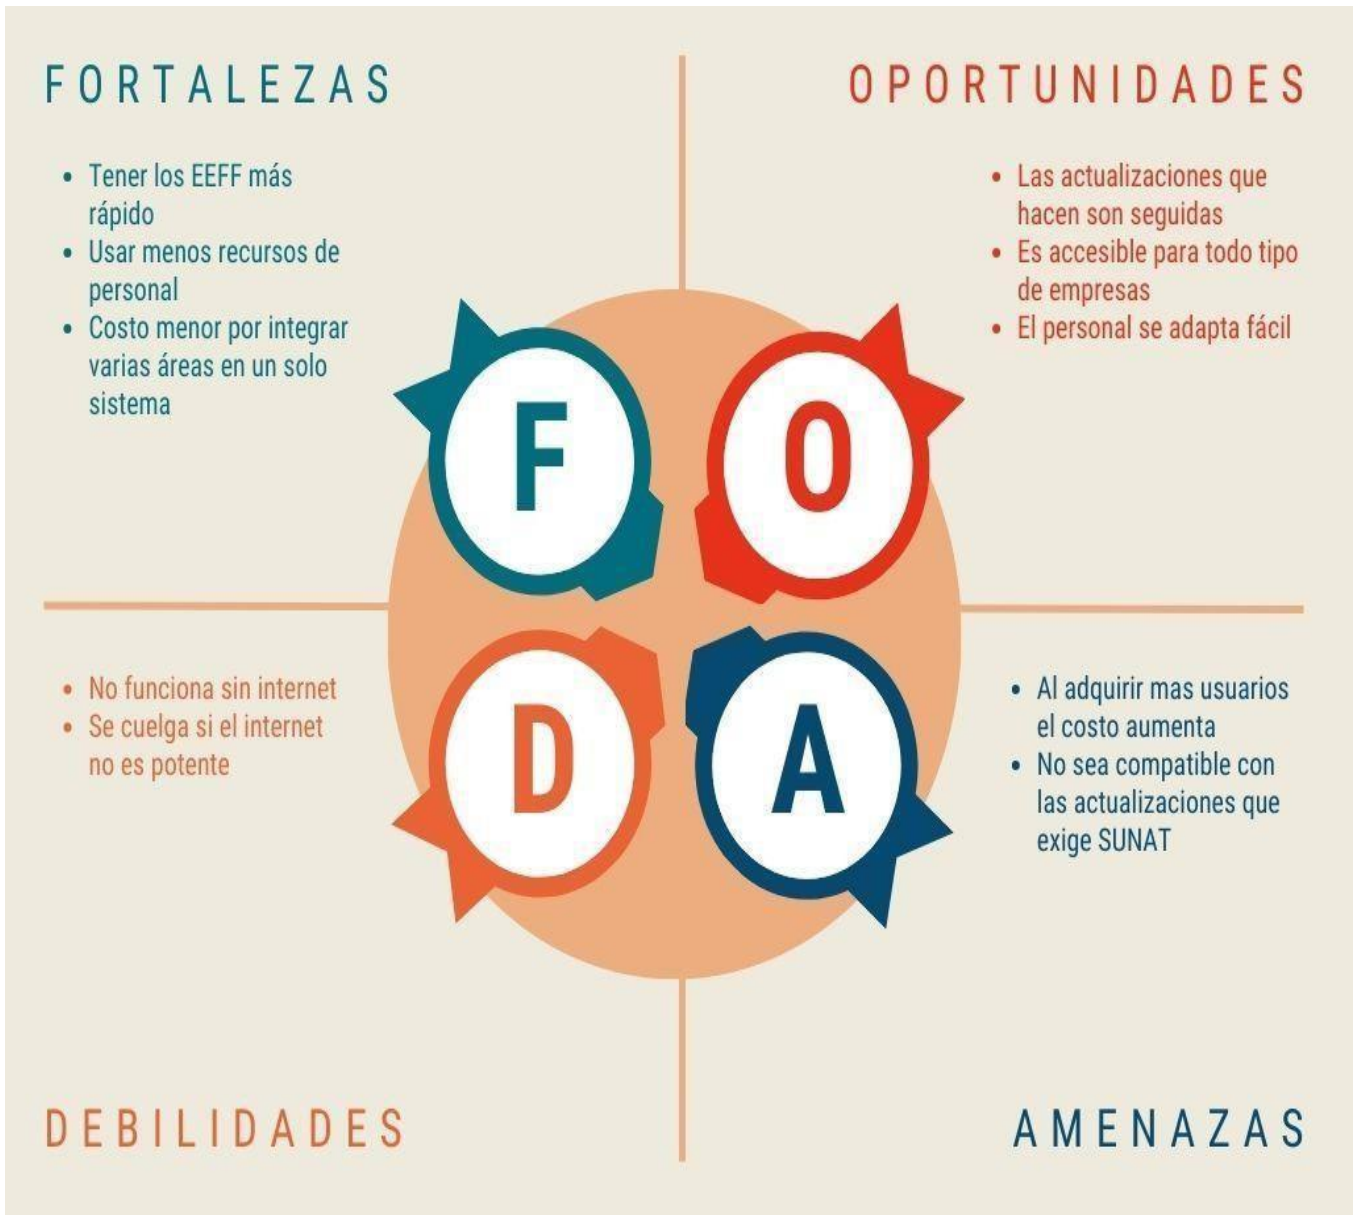 FORTALEZAS
• Tener los EEFF más
rápido
• Usar menos recursos de
personal
• Costo menor por integrar
varias áreas en un solo
sistema
OPORTUNIDADES
• Las actualizaciones que
hacen son seguidas
• Es accesible para todo tipo
de empresas
• El personal se adapta fácil
F
O
D
A
• No funciona sin internet
• Se cuelga si el internet
no es potente
DEBILIDADES
• Al adquirir mas usuarios
el costo aumenta
• No sea compatible con
las actualizaciones que
exige SUNAT
AMENAZAS